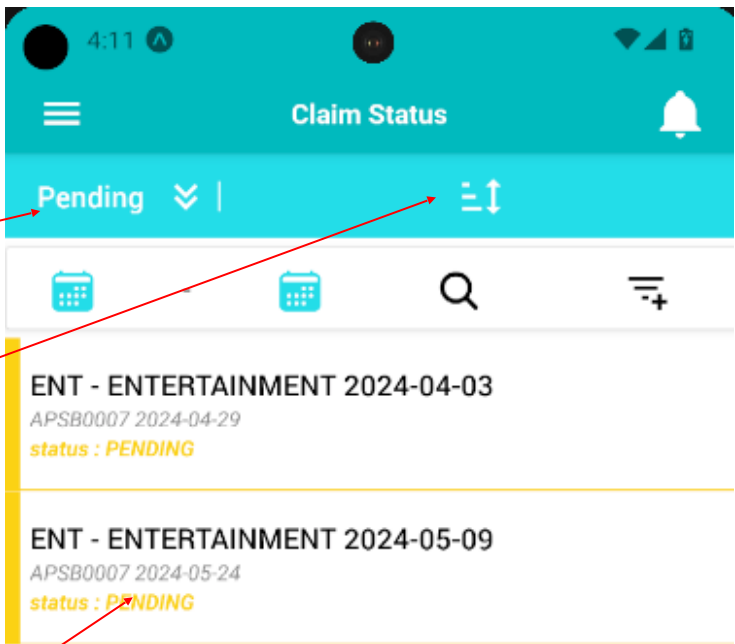 4:11
Claim Status
Pending
-
ENT - ENTERTAINMENT 2024-04-03
APSB0007 2024-04-29
status : PENDING
ENT - ENTERTAINMENT 2024-05-09
APSB0007 2024-05-24
status : PENDING